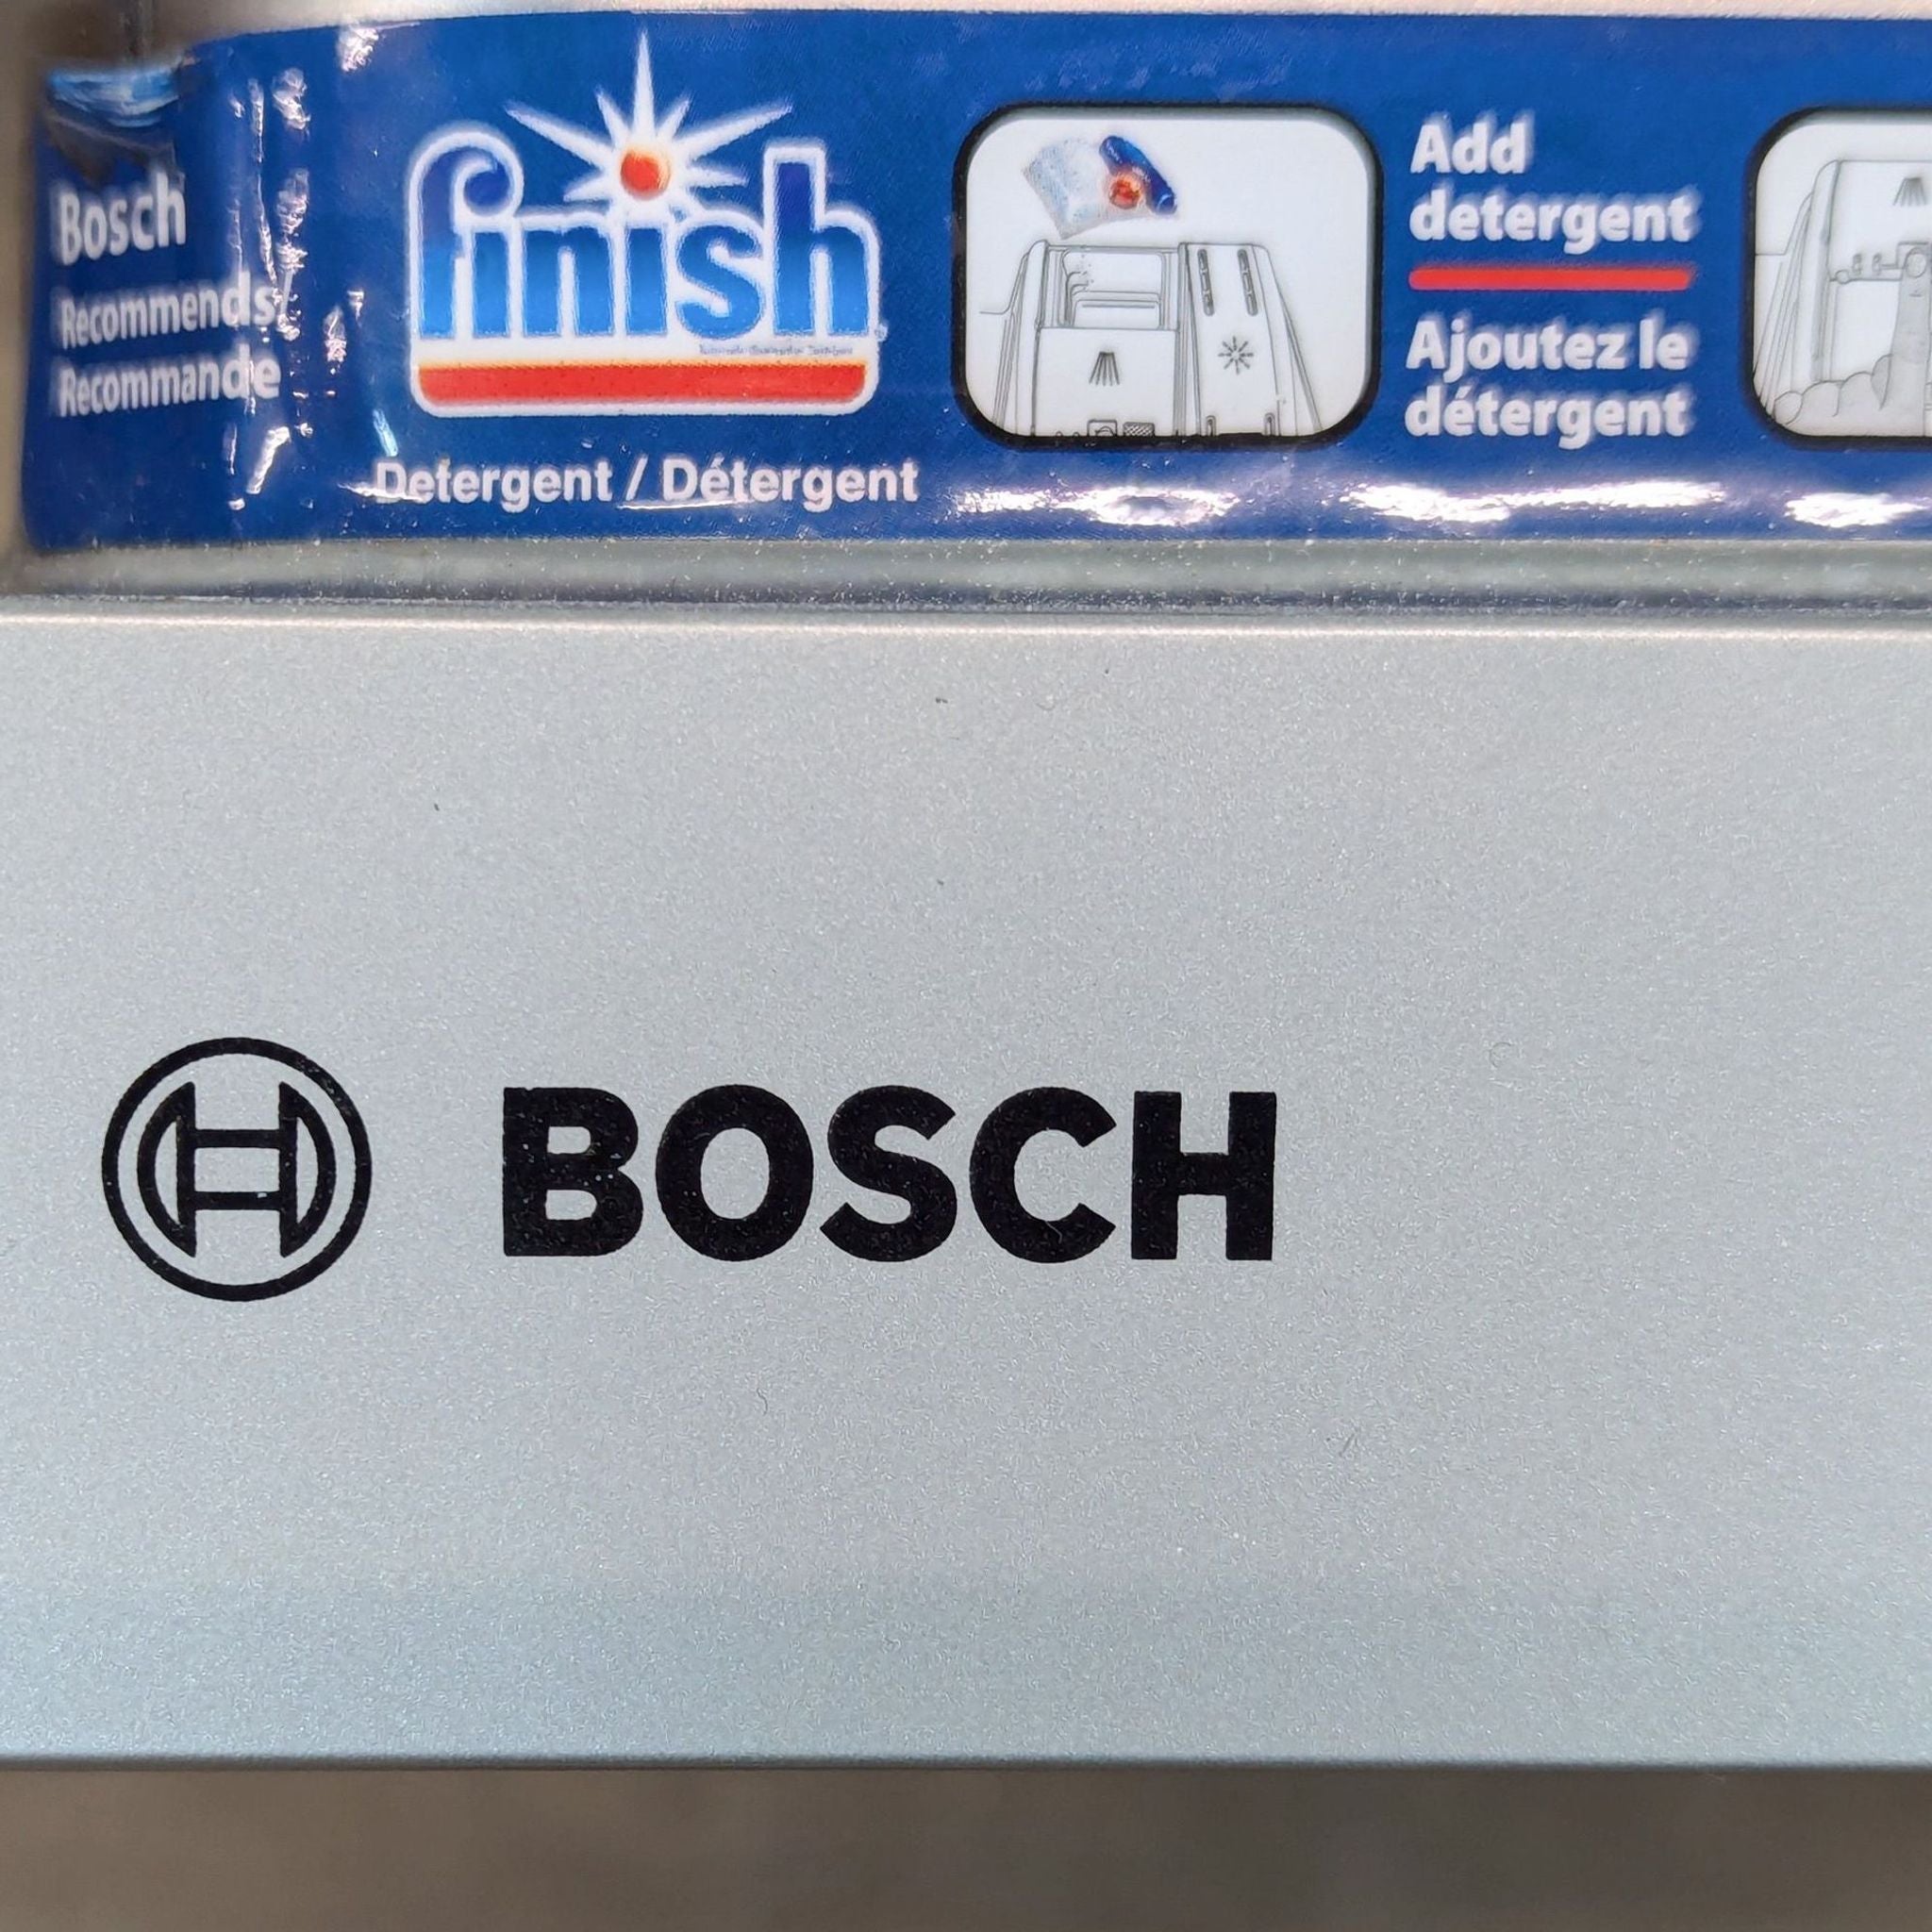 Bosch
Recommends
Recommande
finish
Detergent / Détergent
Add
detergent
Ajoutez le
détergent
BOSCH